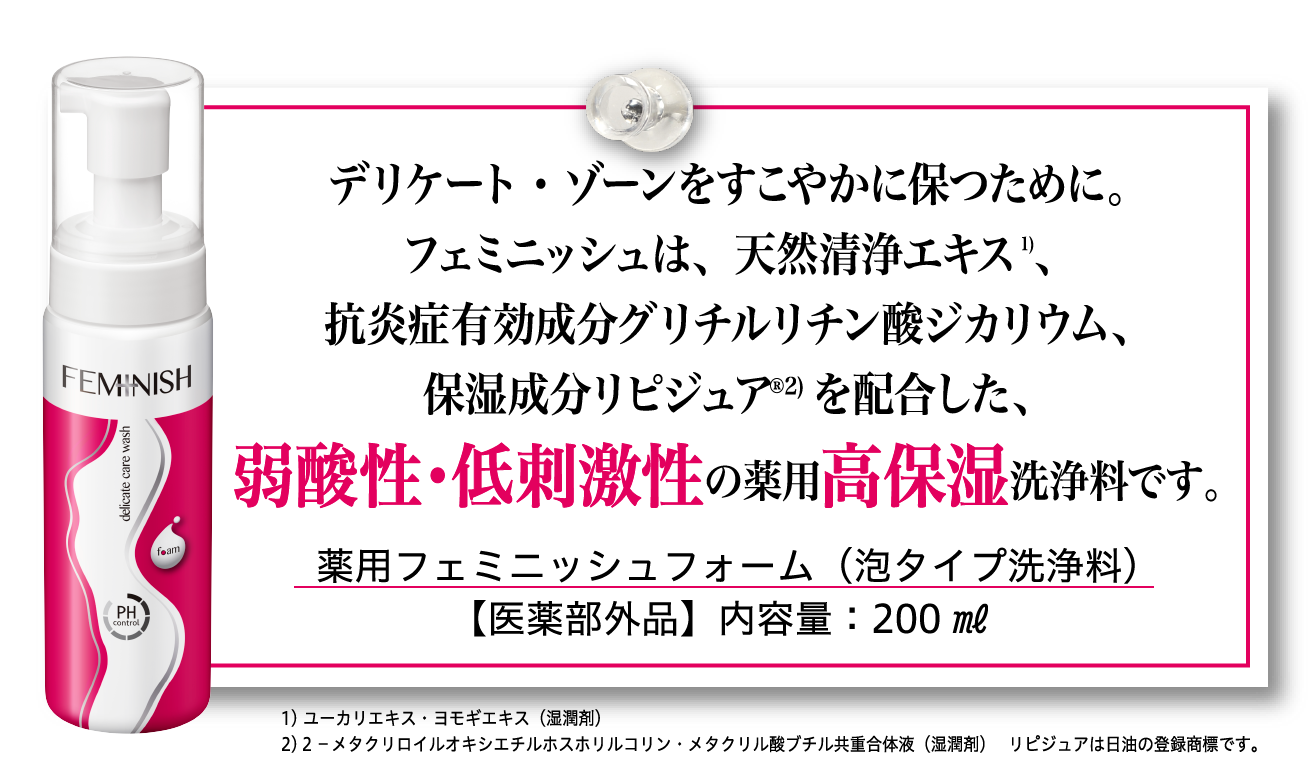 デリケート・ゾーンをすこやかに保つために。
フェミニッシュは、天然清浄エキス1)、
抗炎症有効成分グリチルリチン酸ジカリウム、
保湿成分リピジュア®2)を配合した、
弱酸性・低刺激性の薬用高保湿洗浄料です。
薬用フェミニッシュフォーム（泡タイプ洗浄料）
【医薬部外品】内容量：200㎖
FEMINISH
delicate care wash
foam
PH
control
1) ユーカリエキス・ヨモギエキス（湿潤剤）
2) 2－メタクリロイルオキシエチルホスホリルコリン・メタクリル酸ブチル共重合体液（湿潤剤）　リピジュアは日油の登録商標です。